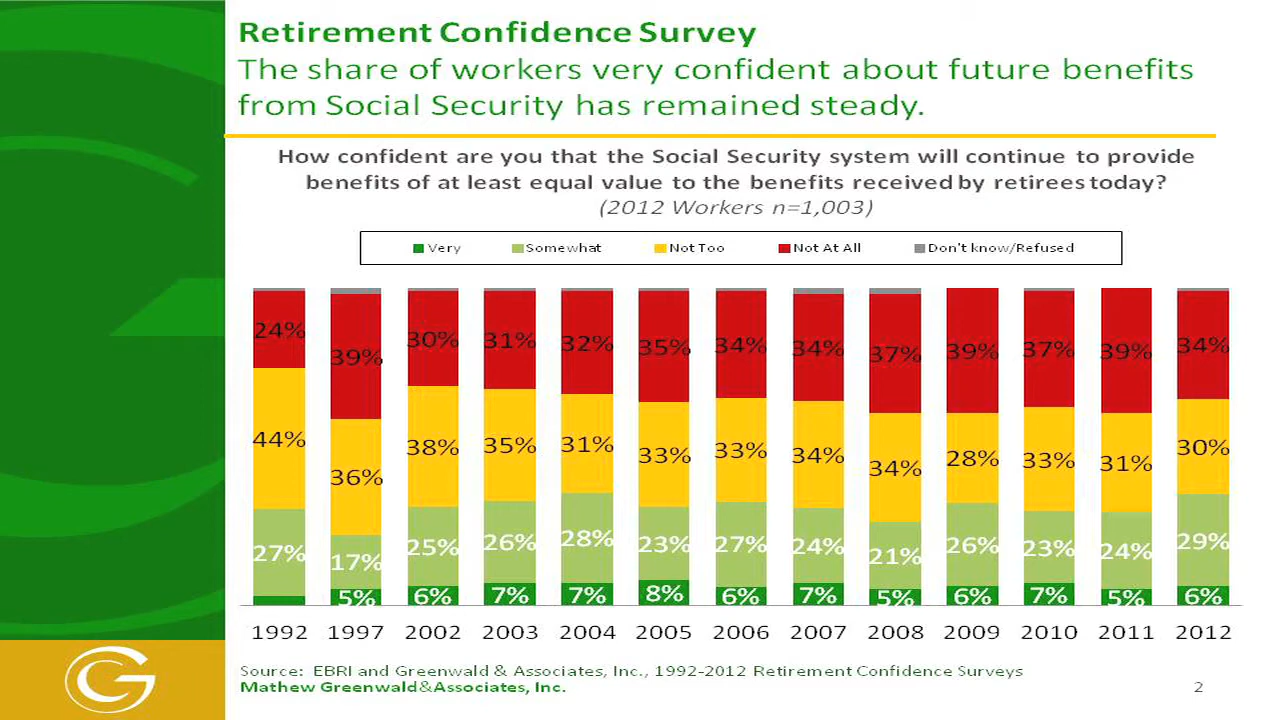 Retirement Confidence Survey
The share of workers very confident about future benefits
from Social Security has remained steady.
How confident are you that the Social Security system will continue to provide
benefits of at least equal value to the benefits received by retirees today?
(2012 Workers n=1,003)
Very Somewhat Not Too Not At All Don't know/Refused
24% 39% 30% 31% 32% 35% 34% 34% 37% 39% 37% 39% 34%
44% 36% 38% 35% 31% 33% 33% 34% 34% 28% 33% 31% 30%
27% 17% 25% 26% 28% 23% 27% 24% 21% 26% 23% 24% 29%
5% 6% 7% 7% 8% 6% 7% 5% 6% 7% 5% 6%
1992 1997 2002 2003 2004 2005 2006 2007 2008 2009 2010 2011 2012
Source: EBRI and Greenwald & Associates, Inc., 1992-2012 Retirement Confidence Surveys
Mathew Greenwald&Associates, Inc.
2